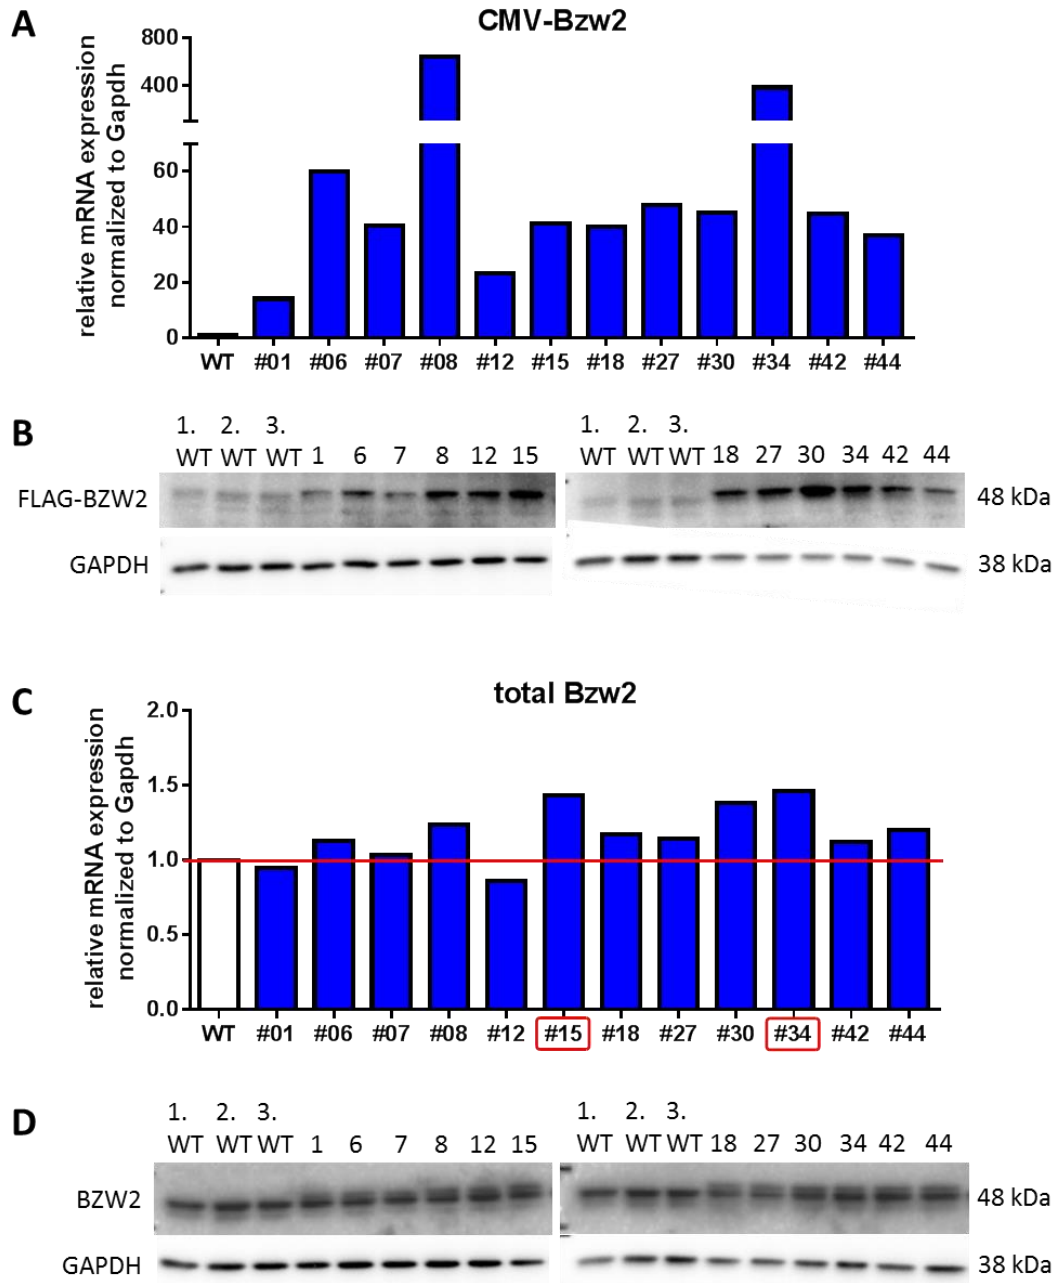 A
CMV-Bzw2
relative mRNA expression
normalized to Gapdh
800
400
60
40
20
0
WT #01 #06 #07 #08 #12 #15 #18 #27 #30 #34 #42 #44
B
1. 2. 3. 1. 2. 3.
WT WT WT 1 6 7 8 12 15 WT WT WT 18 27 30 34 42 44
FLAG-BZW2 48 kDa
GAPDH 38 kDa
C
total Bzw2
relative mRNA expression
normalized to Gapdh
2.0
1.5
1.0
0.5
0.0
WT #01 #06 #07 #08 #12 #15 #18 #27 #30 #34 #42 #44
D
1. 2. 3. 1. 2. 3.
WT WT WT 1 6 7 8 12 15 WT WT WT 18 27 30 34 42 44
BZW2 48 kDa
GAPDH 38 kDa